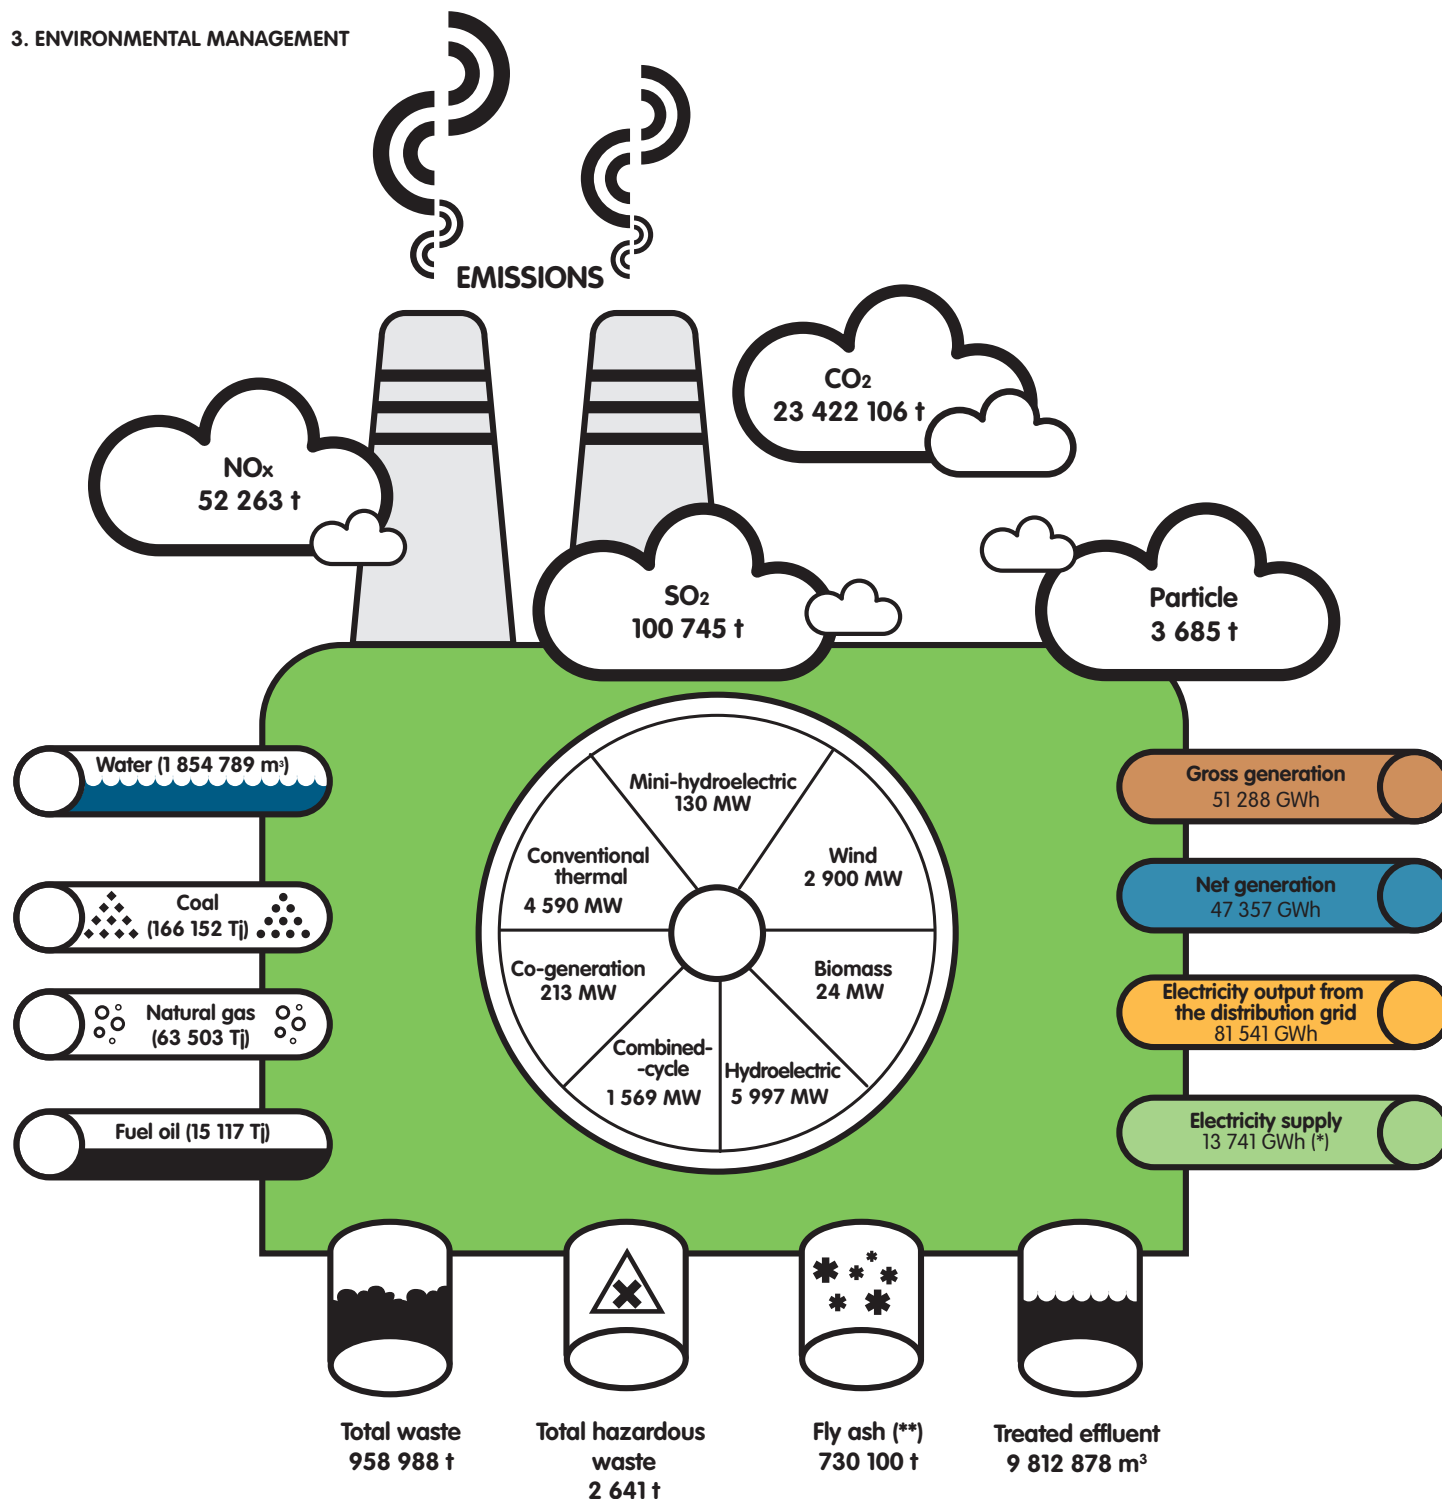 3. ENVIRONMENTAL MANAGEMENT
EMISSIONS
CO₂
23 422 106 t
NOx
52 263 t
SO₂
100 745 t
Particle
3 685 t
Water (1 854 789 m³)
Coal
(166 152 Tj)
Natural gas
(63 503 Tj)
Fuel oil (15 117 Tj)
Mini-hydroelectric
130 MW
Wind
2 900 MW
Biomass
24 MW
Hydroelectric
5 997 MW
Combined-
-cycle
1 569 MW
Co-generation
213 MW
Conventional
thermal
4 590 MW
Gross generation
51 288 GWh
Net generation
47 357 GWh
Electricity output from
the distribution grid
81 541 GWh
Electricity supply
13 741 GWh (*)
Total waste
958 988 t
Total hazardous
waste
2 641 t
Fly ash (**)
730 100 t
Treated effluent
9 812 878 m³